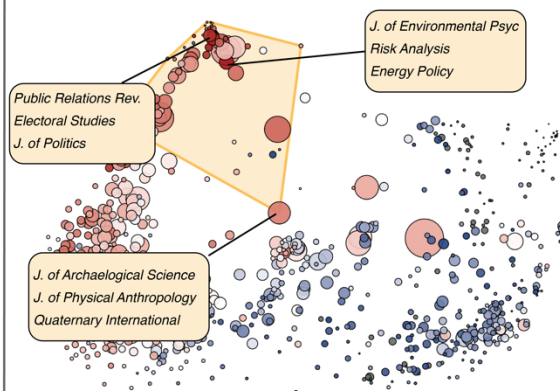 J. of Environmental Psyc
Risk Analysis
Energy Policy
Public Relations Rev.
Electoral Studies
J. of Politics
J. of Archaelogical Science
J. of Physical Anthropology
Quaternary International